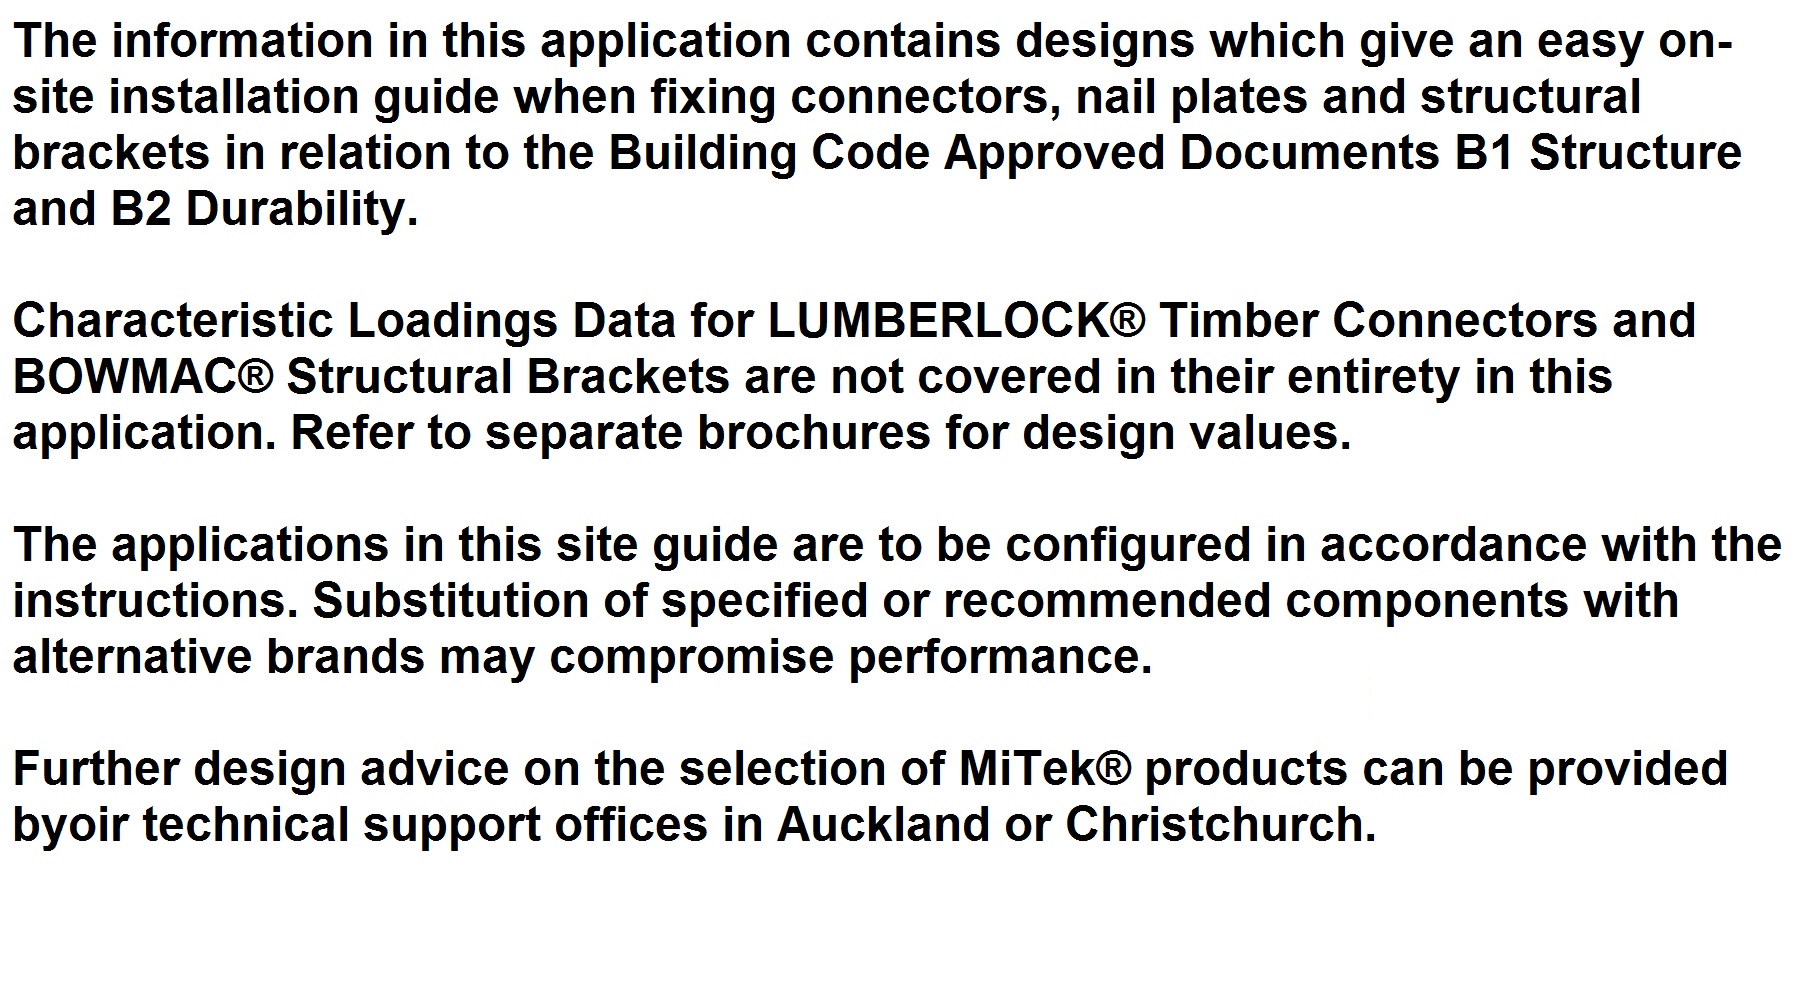 The information in this application contains designs which give an easy on-
site installation guide when fixing connectors, nail plates and structural
brackets in relation to the Building Code Approved Documents B1 Structure
and B2 Durability.
Characteristic Loadings Data for LUMBERLOCK® Timber Connectors and
BOWMAC® Structural Brackets are not covered in their entirety in this
application. Refer to separate brochures for design values.
The applications in this site guide are to be configured in accordance with the
instructions. Substitution of specified or recommended components with
alternative brands may compromise performance.
Further design advice on the selection of MiTek® products can be provided
byoir technical support offices in Auckland or Christchurch.